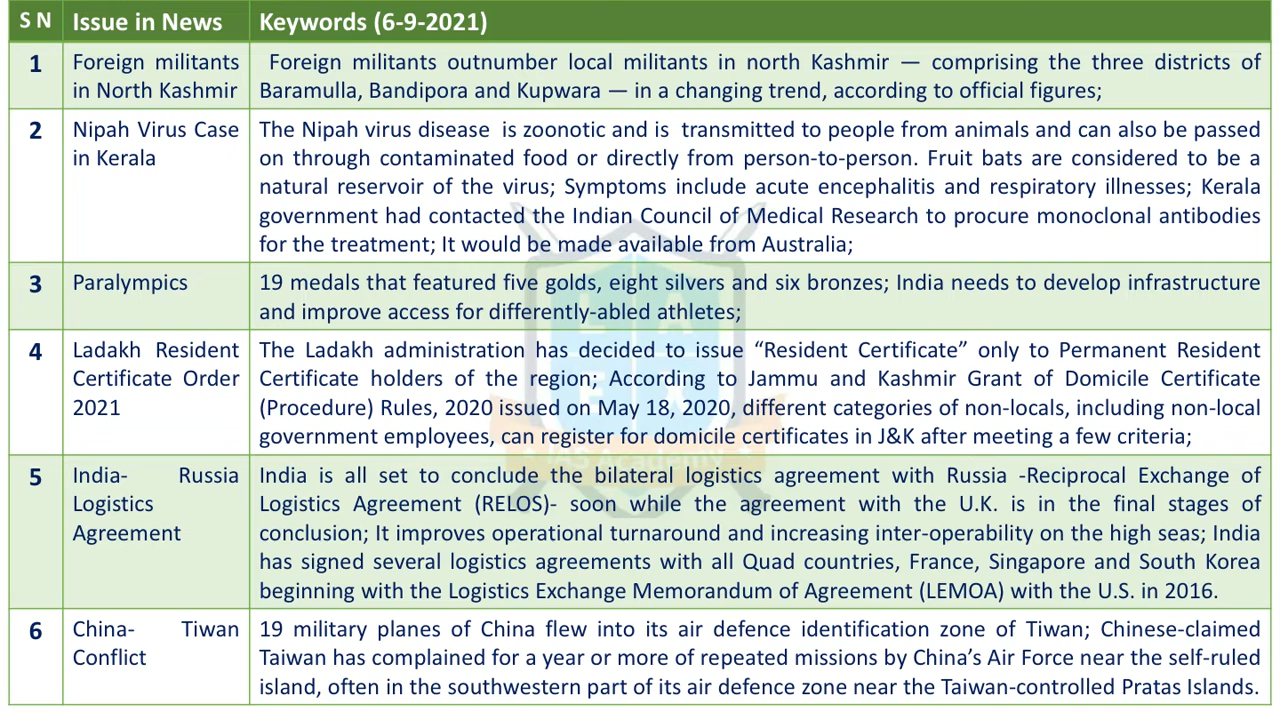 S N Issue in News Keywords (6-9-2021)
1 Foreign militants in North Kashmir
Foreign militants outnumber local militants in north Kashmir — comprising the three districts of
Baramulla, Bandipora and Kupwara — in a changing trend, according to official figures;
2 Nipah Virus Case in Kerala
The Nipah virus disease is zoonotic and is transmitted to people from animals and can also be passed
on through contaminated food or directly from person-to-person. Fruit bats are considered to be a
natural reservoir of the virus; Symptoms include acute encephalitis and respiratory illnesses; Kerala
government had contacted the Indian Council of Medical Research to procure monoclonal antibodies
for the treatment; It would be made available from Australia;
3 Paralympics
19 medals that featured five golds, eight silvers and six bronzes; India needs to develop infrastructure
and improve access for differently-abled athletes;
4 Ladakh Resident Certificate Order 2021
The Ladakh administration has decided to issue “Resident Certificate” only to Permanent Resident
Certificate holders of the region; According to Jammu and Kashmir Grant of Domicile Certificate
(Procedure) Rules, 2020 issued on May 18, 2020, different categories of non-locals, including non-local
government employees, can register for domicile certificates in J&K after meeting a few criteria;
5 India- Russia Logistics Agreement
India is all set to conclude the bilateral logistics agreement with Russia -Reciprocal Exchange of
Logistics Agreement (RELOS)- soon while the agreement with the U.K. is in the final stages of
conclusion; It improves operational turnaround and increasing inter-operability on the high seas; India
has signed several logistics agreements with all Quad countries, France, Singapore and South Korea
beginning with the Logistics Exchange Memorandum of Agreement (LEMOA) with the U.S. in 2016.
6 China- Tiwan Conflict
19 military planes of China flew into its air defence identification zone of Tiwan; Chinese-claimed
Taiwan has complained for a year or more of repeated missions by China’s Air Force near the self-ruled
island, often in the southwestern part of its air defence zone near the Taiwan-controlled Pratas Islands.
IAS Academy